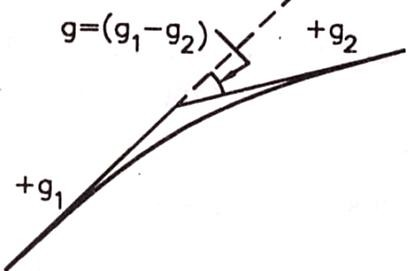 g=(g₁-g₂)
+g₂
+g₁